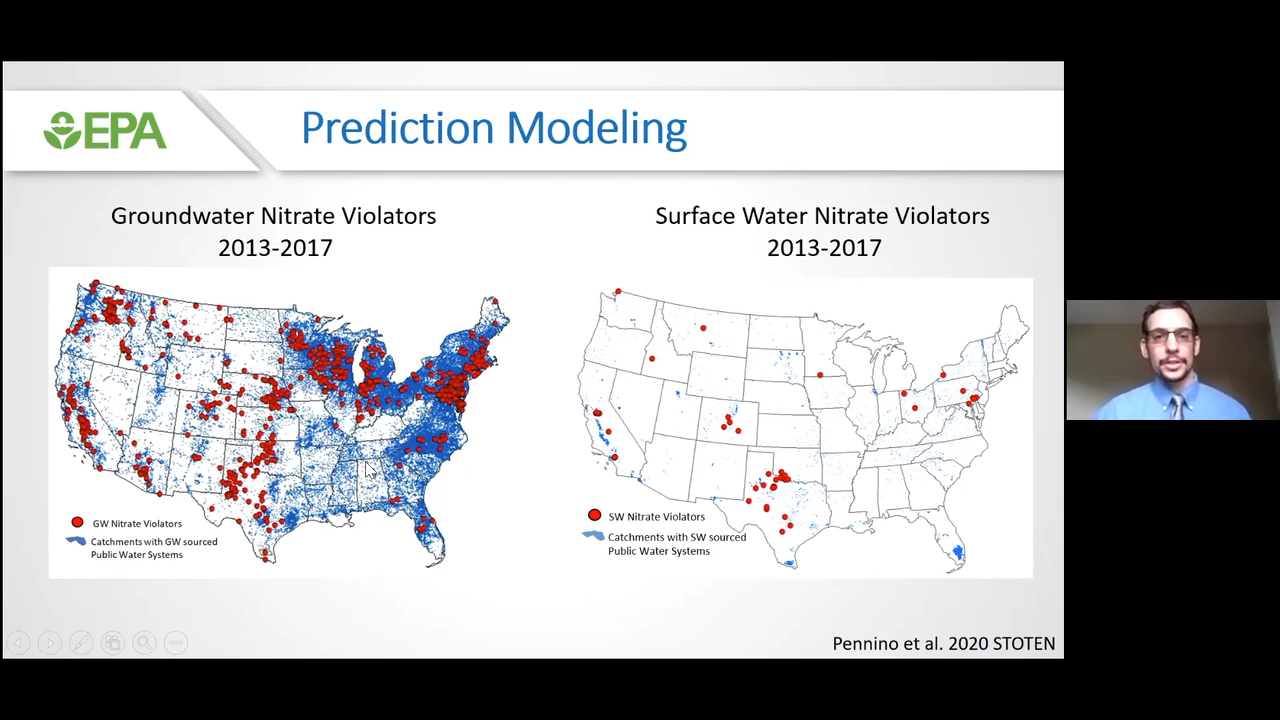 EPA
Prediction Modeling
Groundwater Nitrate Violators
2013-2017
Surface Water Nitrate Violators
2013-2017
GW Nitrate Violators
Catchments with GW sourced
Public Water Systems
SW Nitrate Violators
Catchments with SW sourced
Public Water Systems
Pennino et al. 2020 STOTEN